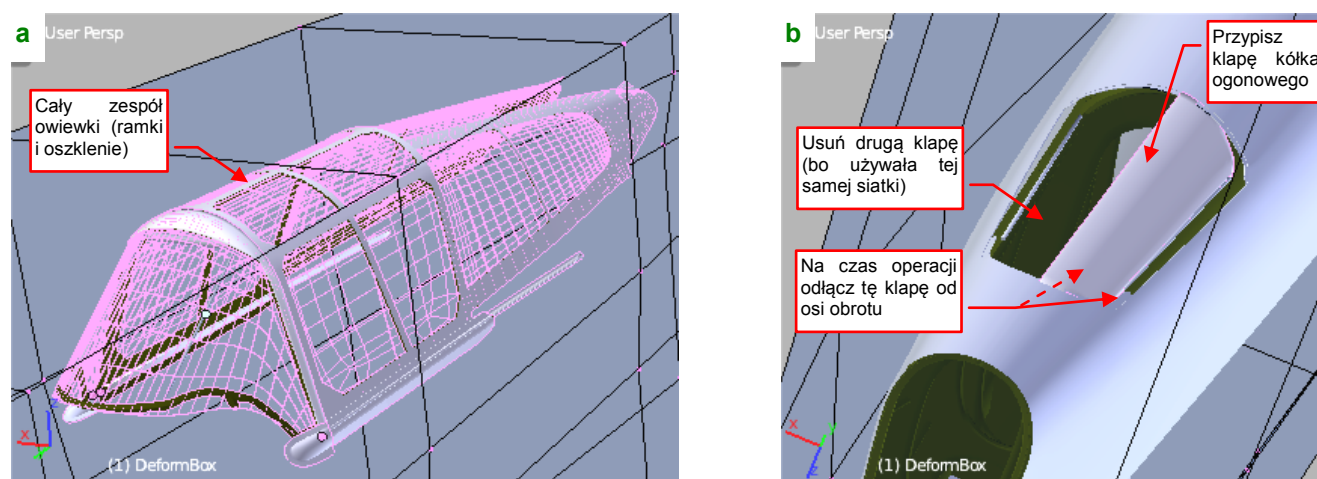 a
User Persp
Cały zespół
owiewki (ramki
i oszklenie)
x
z
(1) DeformBox
b
User Persp
Przypisz
klapę kółka
ogonowego
Usuń drugą klapę
(bo używała tej
samej siatki)
Na czas operacji
odłącz tę klapę od
osi obrotu
x
z
(1) DeformBox